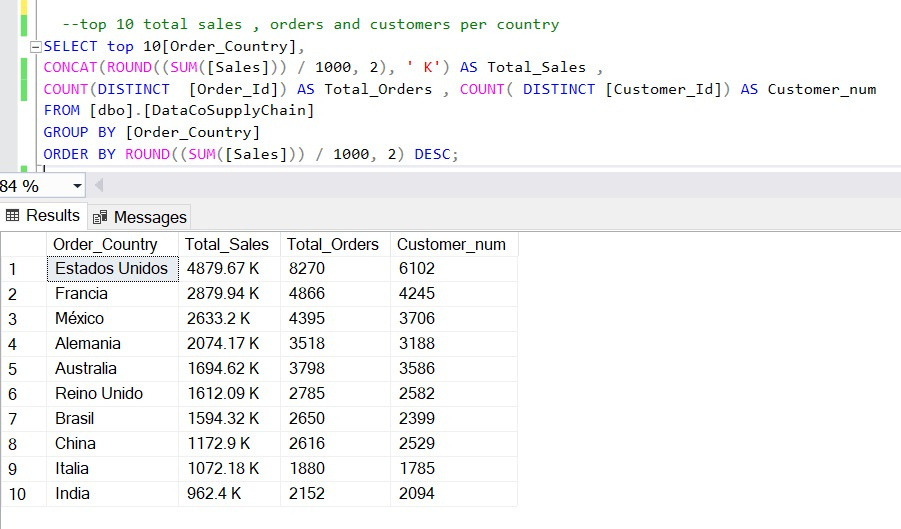 --top 10 total sales , orders and customers per country
SELECT top 10[Order_Country],
CONCAT(ROUND((SUM([Sales])) / 1000, 2), ' K') AS Total_Sales ,
COUNT(DISTINCT  [Order_Id]) AS Total_Orders , COUNT( DISTINCT [Customer_Id]) AS Customer_num
FROM [dbo].[DataCoSupplyChain]
GROUP BY [Order_Country]
ORDER BY ROUND((SUM([Sales])) / 1000, 2) DESC;
84 %
Results Messages
Order_Country Total_Sales Total_Orders Customer_num
1 Estados Unidos 4879.67 K 8270 6102
2 Francia 2879.94 K 4866 4245
3 México 2633.2 K 4395 3706
4 Alemania 2074.17 K 3518 3188
5 Australia 1694.62 K 3798 3586
6 Reino Unido 1612.09 K 2785 2582
7 Brasil 1594.32 K 2650 2399
8 China 1172.9 K 2616 2529
9 Italia 1072.18 K 1880 1785
10 India 962.4 K 2152 2094